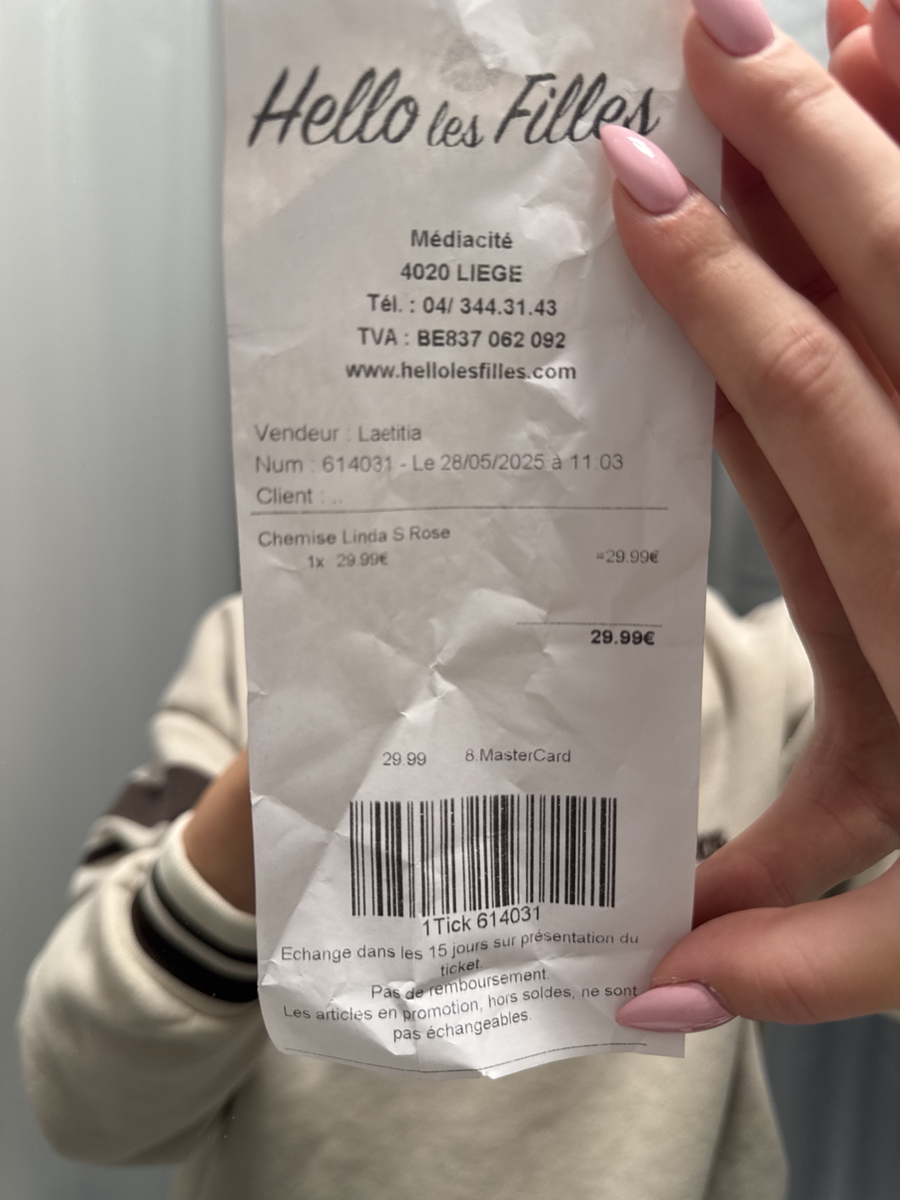 Hello les Filles
Médiacité
4020 LIEGE
Tél. : 04/ 344.31.43
TVA : BE837 062 092
www.hellolesfilles.com
Vendeur : Laetitia
Num : 614031 - Le 28/05/2025 à 11:03
Client : ..
Chemise Linda S Rose
1x 29.99€ =29.99€
29.99€
29.99 8.MasterCard
1Tick 614031
Echange dans les 15 jours sur présentation du
ticket.
Pas de remboursement.
Les articles en promotion, hors soldes, ne sont
pas échangeables.